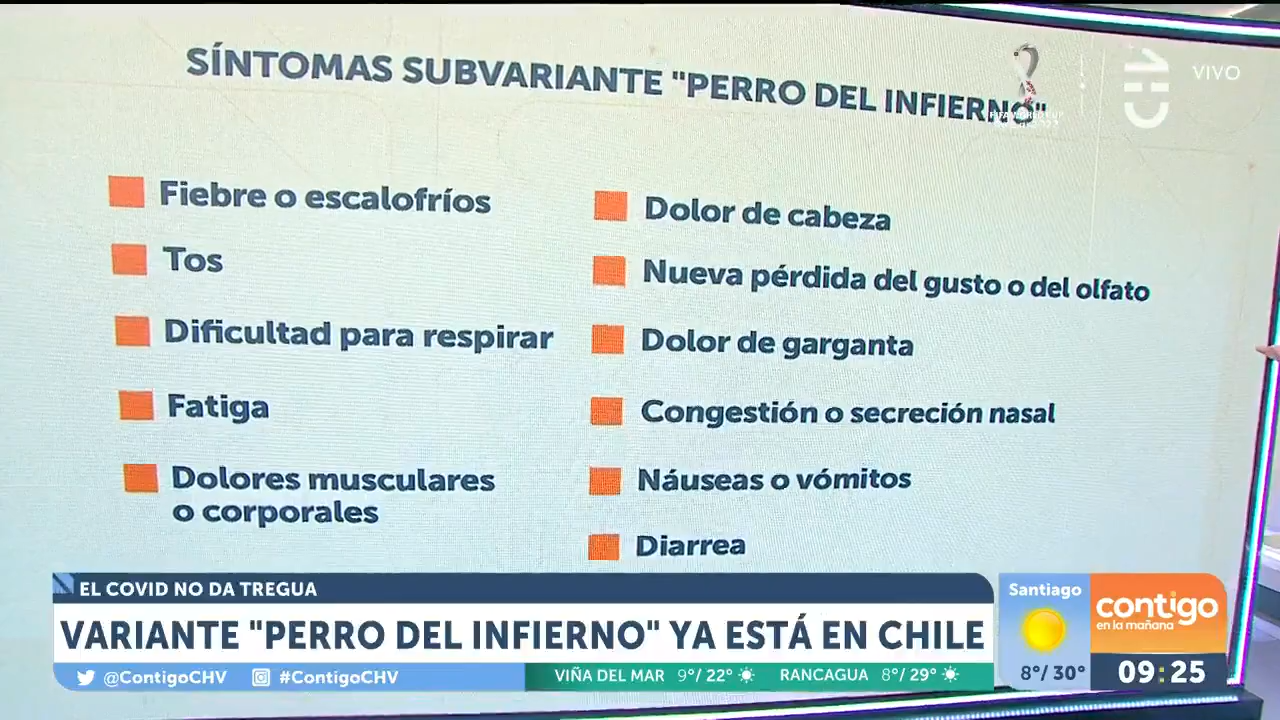 SÍNTOMAS SUBVARIANTE "PERRO DEL INFIERNO"
CHV
VIVO
Fiebre o escalofríos
Tos
Dificultad para respirar
Fatiga
Dolores musculares
o corporales
Dolor de cabeza
Nueva pérdida del gusto o del olfato
Dolor de garganta
Congestión o secreción nasal
Náuseas o vómitos
Diarrea
EL COVID NO DA TREGUA
VARIANTE "PERRO DEL INFIERNO" YA ESTÁ EN CHILE
@ContigoCHV #ContigoCHV
VIÑA DEL MAR 9°/ 22° RANCAGUA 8°/ 29°
Santiago
8°/ 30°
contigo
en la mañana
09:25